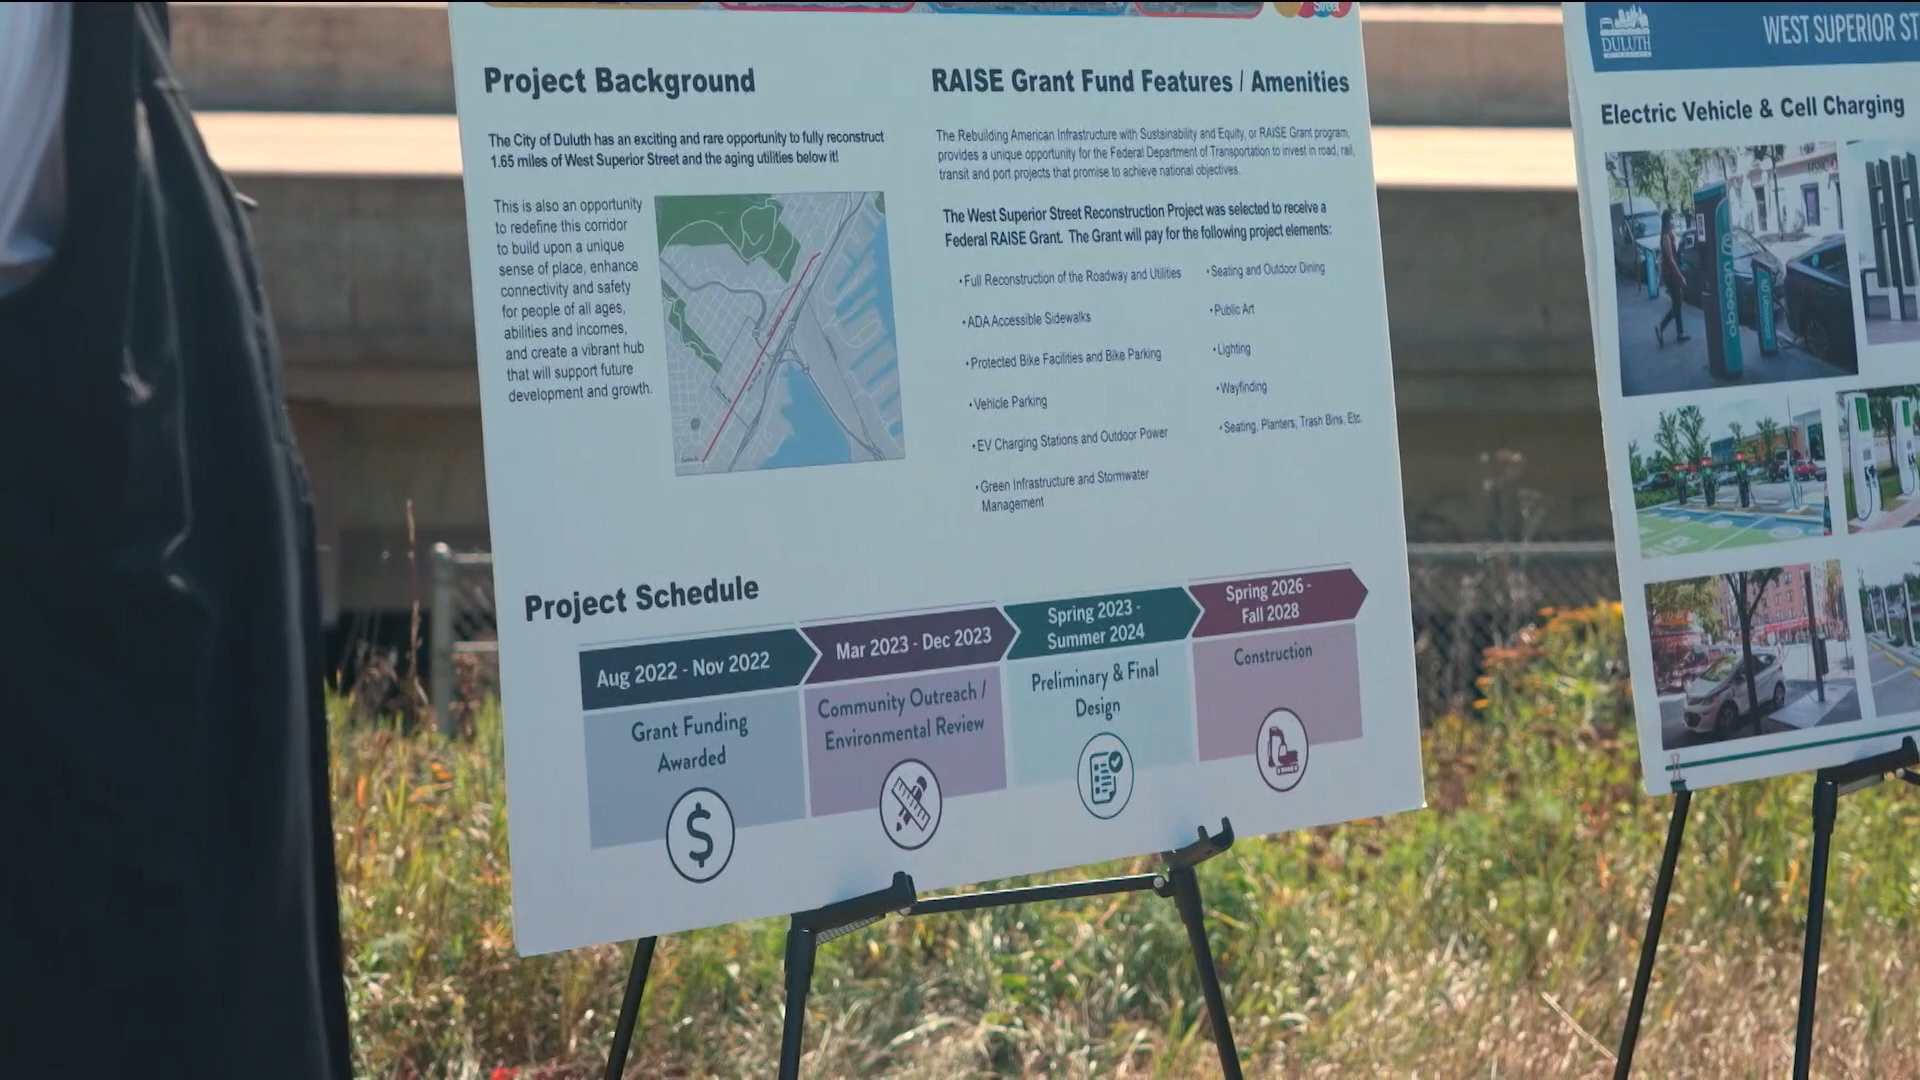 Street
Project Background
The City of Duluth has an exciting and rare opportunity to fully reconstruct
1.65 miles of West Superior Street and the aging utilities below it!
This is also an opportunity
to redefine this corridor
to build upon a unique
sense of place, enhance
connectivity and safety
for people of all ages,
abilities and incomes,
and create a vibrant hub
that will support future
development and growth.
RAISE Grant Fund Features / Amenities
The Rebuilding American Infrastructure with Sustainability and Equity, or RAISE Grant program,
provides a unique opportunity for the Federal Department of Transportation to invest in road, rail,
transit and port projects that promise to achieve national objectives.
The West Superior Street Reconstruction Project was selected to receive a
Federal RAISE Grant. The Grant will pay for the following project elements:
• Full Reconstruction of the Roadway and Utilities
• ADA Accessible Sidewalks
• Protected Bike Facilities and Bike Parking
• Vehicle Parking
• EV Charging Stations and Outdoor Power
• Green Infrastructure and Stormwater
Management
• Seating and Outdoor Dining
• Public Art
• Lighting
• Wayfinding
• Seating, Planters, Trash Bins, Etc.
Project Schedule
Aug 2022 - Nov 2022
Grant Funding
Awarded
$
Mar 2023 - Dec 2023
Community Outreach /
Environmental Review
Spring 2023 -
Summer 2024
Preliminary & Final
Design
Spring 2026 -
Fall 2028
Construction
DULUTH
WEST SUPERIOR ST
Electric Vehicle & Cell Charging